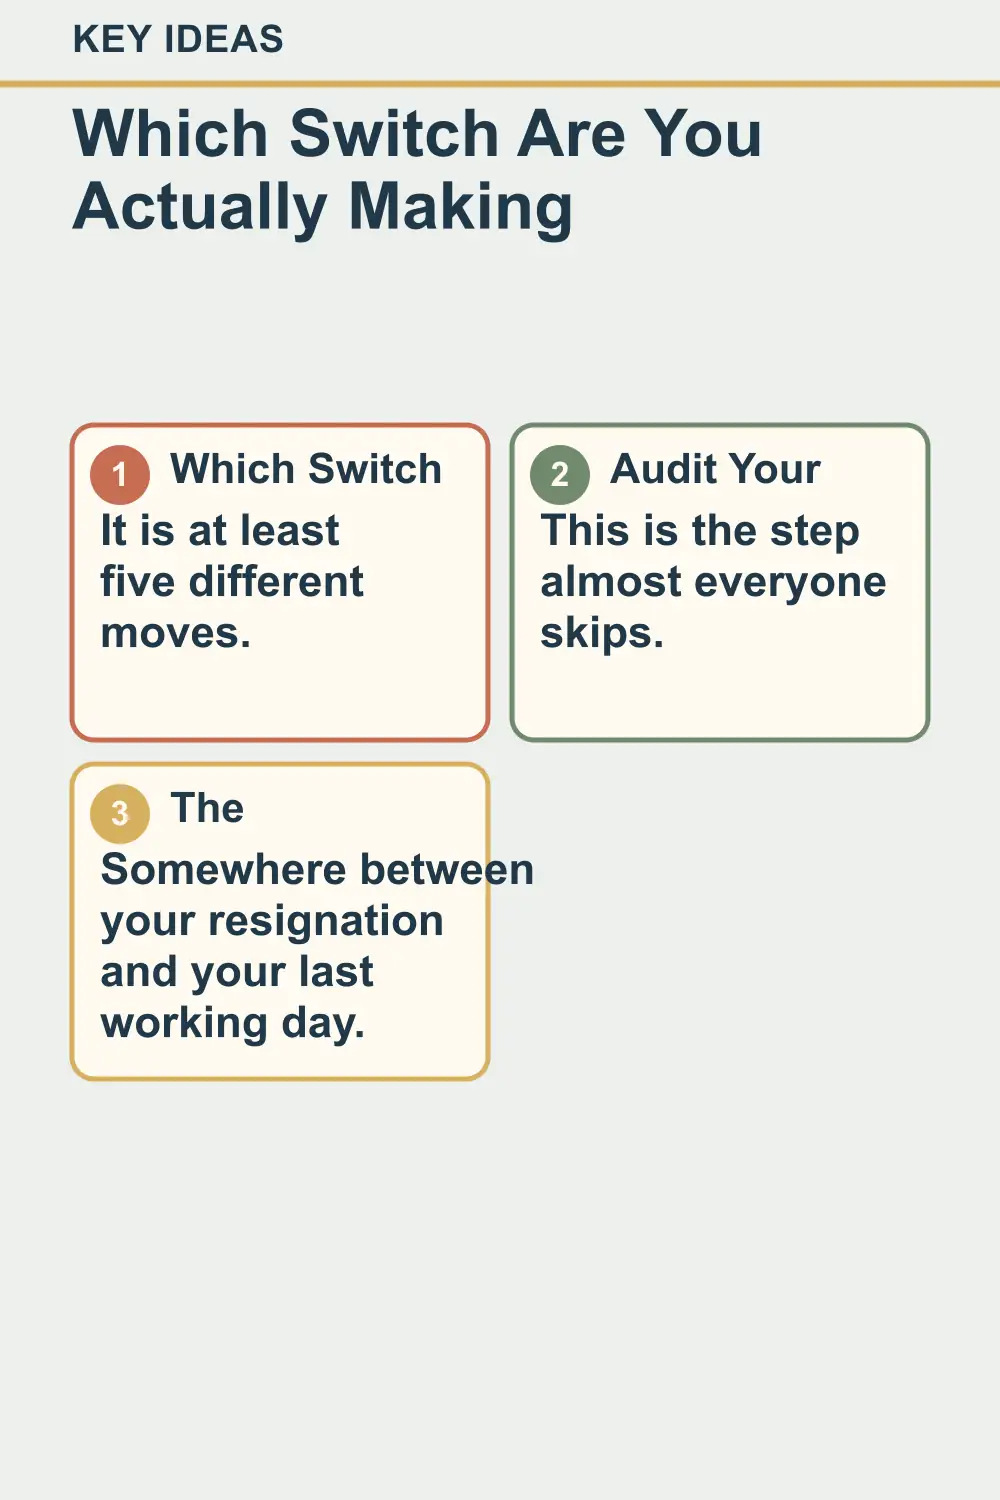 KEY IDEAS
Which Switch Are You
Actually Making
1 Which Switch
It is at least
five different
moves.
2 Audit Your
This is the step
almost everyone
skips.
3 The
Somewhere between
your resignation
and your last
working day.